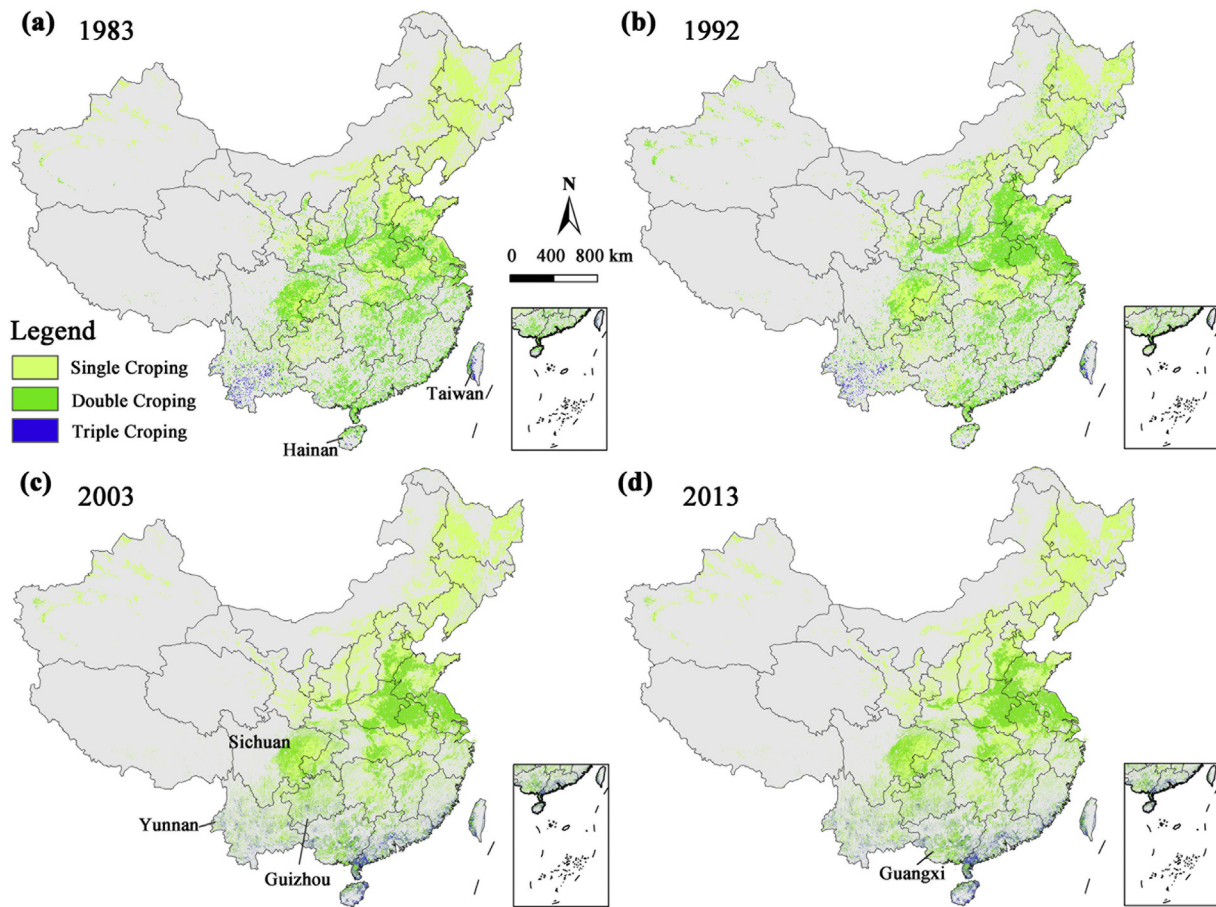 (a) 1983
(b) 1992
N
0 400 800 km
Legend
Single Croping
Double Croping
Triple Croping
Taiwan
Hainan
(c) 2003
(d) 2013
Sichuan
Yunnan
Guizhou
Guangxi